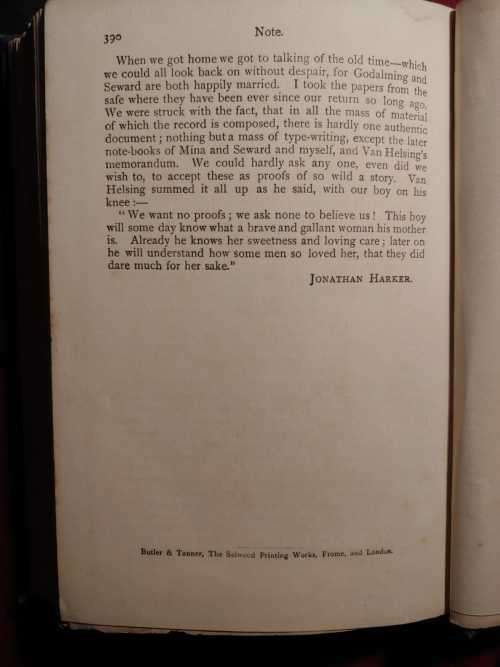 390
Note.
When we got home we got to talking of the old time—which
we could all look back on without despair, for Godalming and
Seward are both happily married. I took the papers from the
safe where they have been ever since our return so long ago.
We were struck with the fact, that in all the mass of material
of which the record is composed, there is hardly one authentic
document ; nothing but a mass of type-writing, except the later
note-books of Mina and Seward and myself, and Van Helsing's
memorandum. We could hardly ask any one, even did we
wish to, to accept these as proofs of so wild a story. Van
Helsing summed it all up as he said, with our boy on his
knee :—
"We want no proofs ; we ask none to believe us ! This boy
will some day know what a brave and gallant woman his mother
is. Already he knows her sweetness and loving care ; later on
he will understand how some men so loved her, that they did
dare much for her sake."
JONATHAN HARKER.
Butler & Tanner, The Selwood Printing Works, Frome, and London.